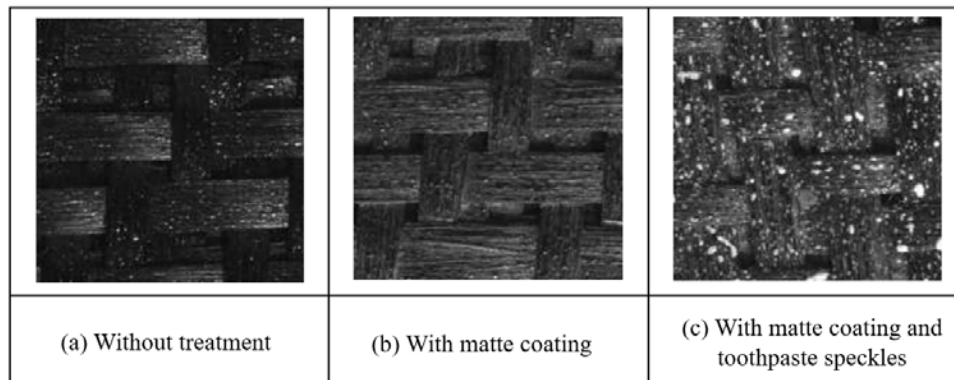 (a) Without treatment
(b) With matte coating
(c) With matte coating and
toothpaste speckles